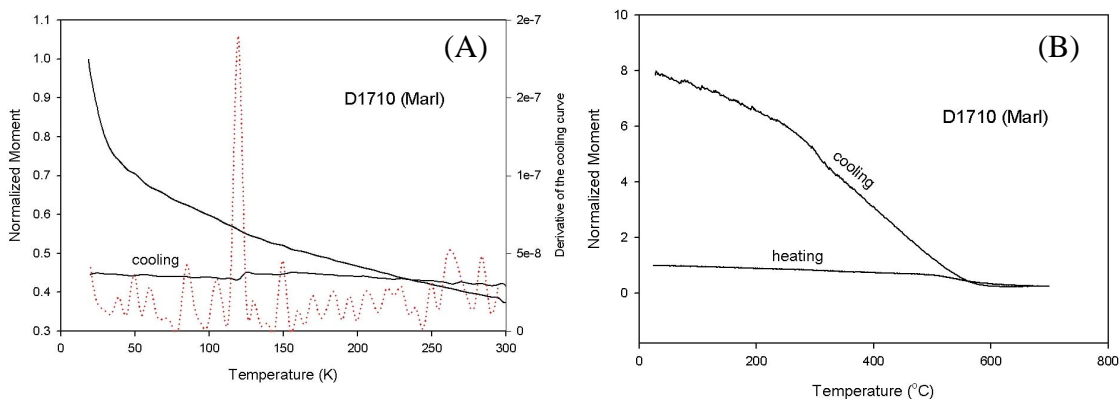 (A)
D1710 (Marl)
cooling
Normalized Moment
1.1
1.0
0.9
0.8
0.7
0.6
0.5
0.4
0.3
0
50
100
150
200
250
300
Temperature (K)
2e-7
2e-7
1e-7
5e-8
0
Derivative of the cooling curve
(B)
D1710 (Marl)
cooling
heating
Normalized Moment
10
8
6
4
2
0
0
200
400
600
800
Temperature (°C)